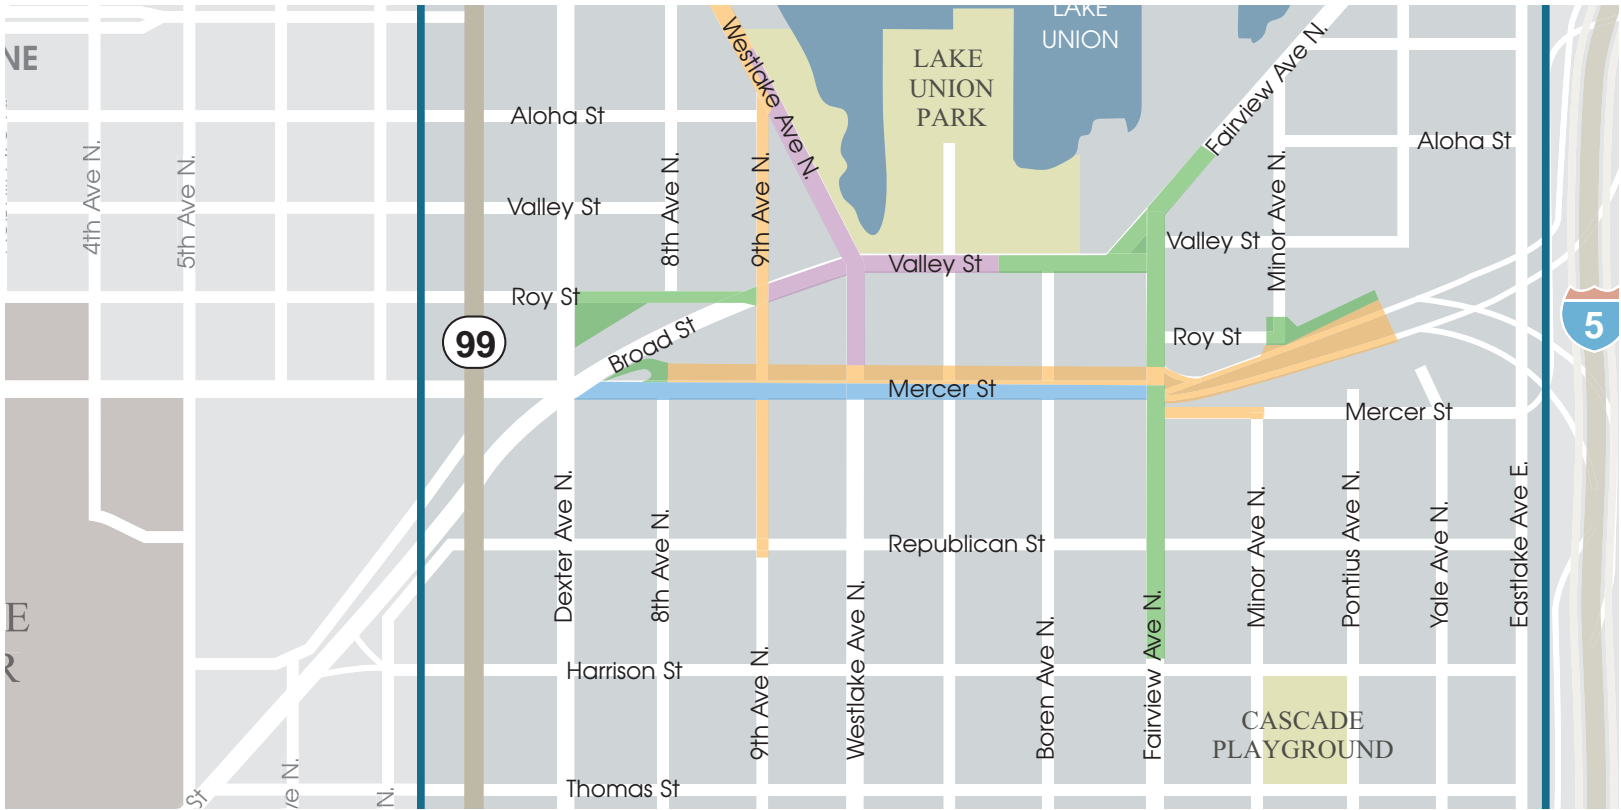 LAKE
UNION
NE
LAKE
UNION
PARK
Westlake Ave N.
Fairview Ave N.
Aloha St
Aloha St
4th Ave N.
5th Ave N.
8th Ave N.
9th Ave N.
Minor Ave N.
Valley St
Valley St
Valley St
Roy St
Broad St
Roy St
99
5
Mercer St
Mercer St
Dexter Ave N.
8th Ave N.
Republican St
Minor Ave N.
Pontius Ave N.
Yale Ave N.
Eastlake Ave E.
E
R
Harrison St
9th Ave N.
Westlake Ave N.
Boren Ave N.
Fairview Ave N.
CASCADE
PLAYGROUND
Thomas St
St
ve N.
N.